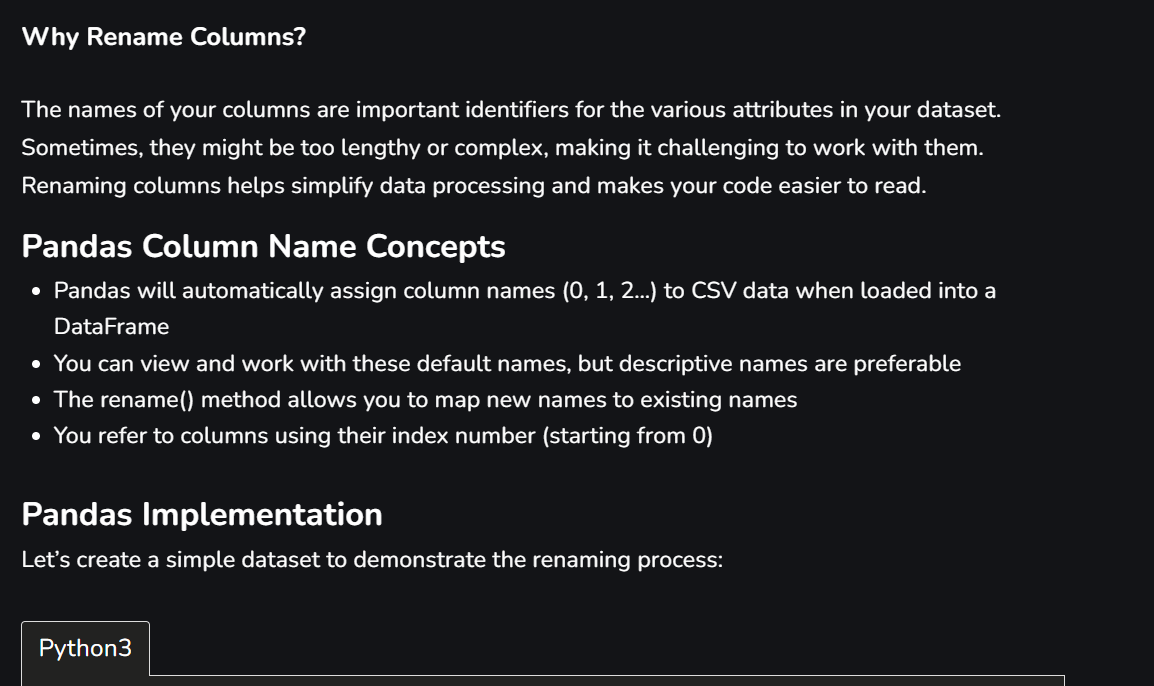 Why Rename Columns?
The names of your columns are important identifiers for the various attributes in your dataset.
Sometimes, they might be too lengthy or complex, making it challenging to work with them.
Renaming columns helps simplify data processing and makes your code easier to read.
Pandas Column Name Concepts
• Pandas will automatically assign column names (0, 1, 2…) to CSV data when loaded into a
DataFrame
• You can view and work with these default names, but descriptive names are preferable
• The rename() method allows you to map new names to existing names
• You refer to columns using their index number (starting from 0)
Pandas Implementation
Let’s create a simple dataset to demonstrate the renaming process:
Python3